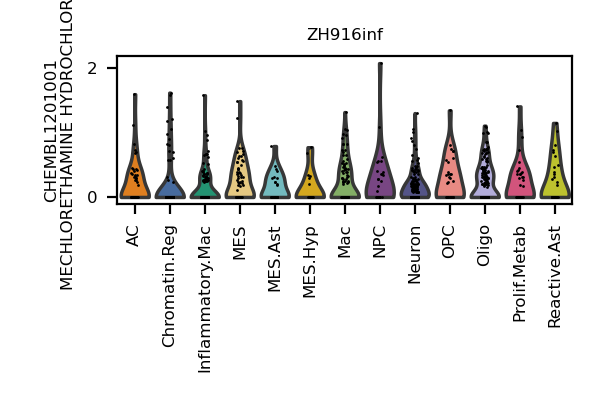 ZH916inf
CHEMBL1201001
MECHLORETHAMINE HYDROCHLOR
2
0
AC
Chromatin.Reg
Inflammatory.Mac
MES
MES.Ast
MES.Hyp
Mac
NPC
Neuron
OPC
Oligo
Prolif.Metab
Reactive.Ast